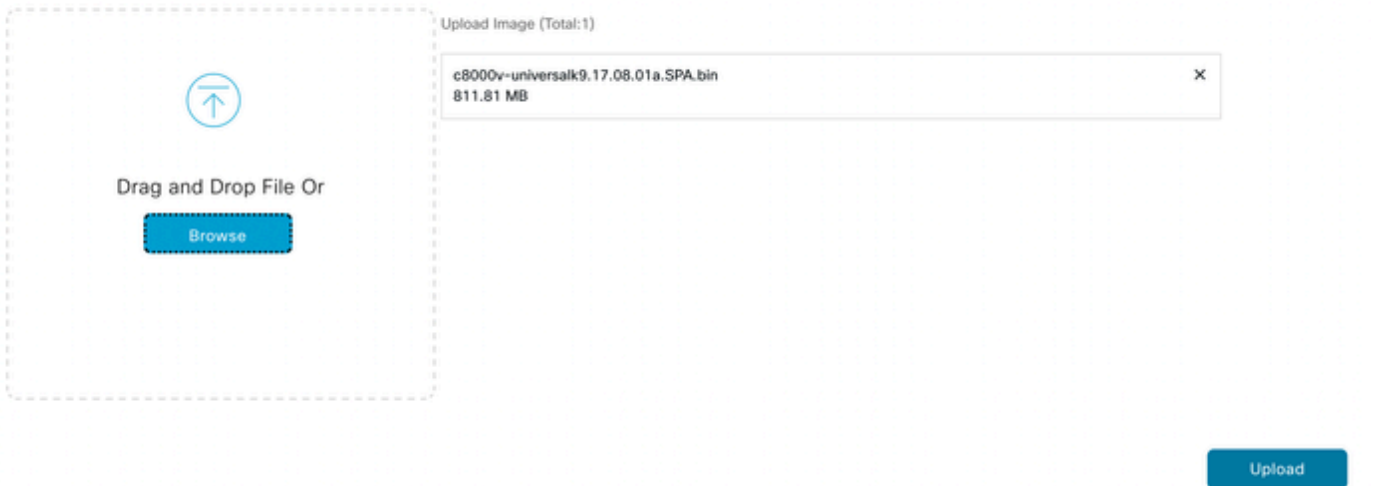 Upload Image (Total:1)
c8000v-universalk9.17.08.01a.SPA.bin
811.81 MB
Drag and Drop File Or
Browse
Upload